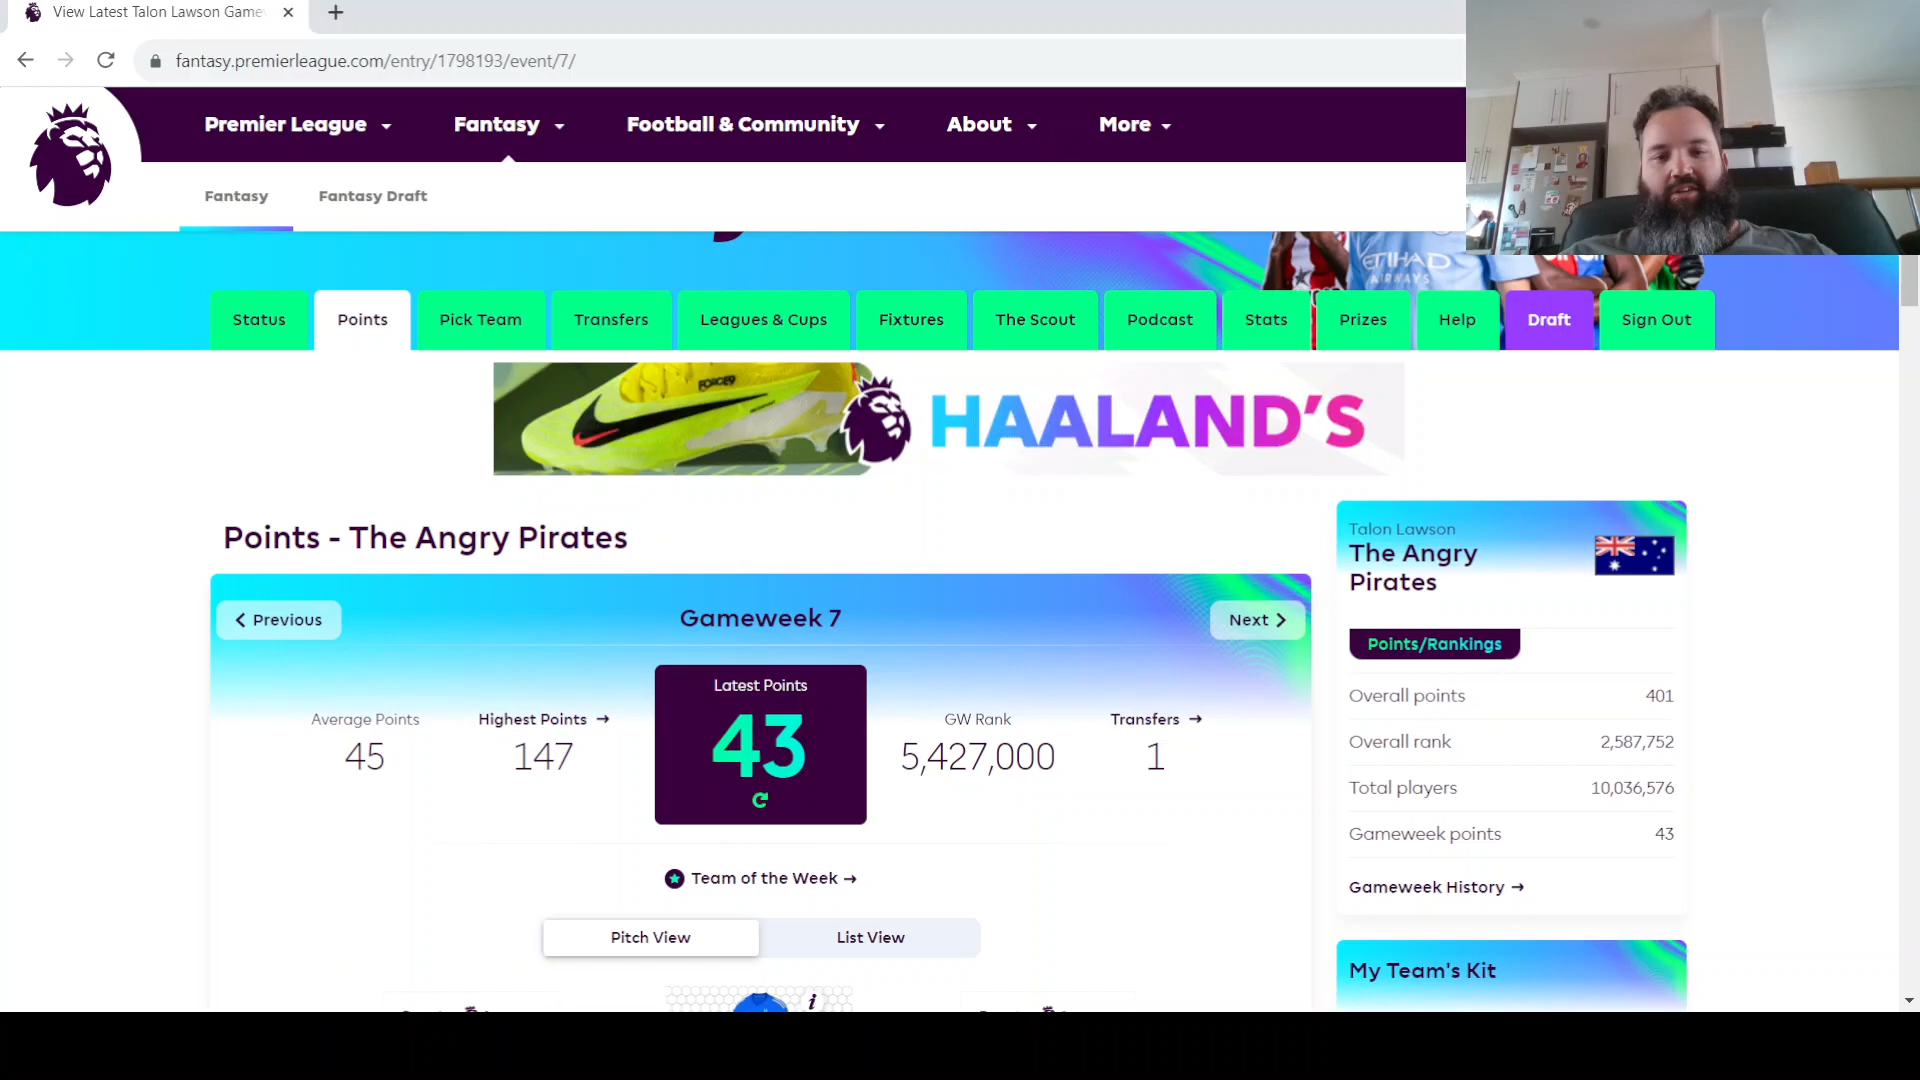 View Latest Talon Lawson Game
fantasy.premierleague.com/entry/1798193/event/7/
Premier League
Fantasy
Football & Community
About
More
Fantasy
Fantasy Draft
ETIHAD
AIRWAYS
Status
Points
Pick Team
Transfers
Leagues & Cups
Fixtures
The Scout
Podcast
Stats
Prizes
Help
Draft
Sign Out
HAALAND'S
Points - The Angry Pirates
Previous
Gameweek 7
Next
Average Points
45
Highest Points →
147
Latest Points
43
GW Rank
5,427,000
Transfers →
1
Team of the Week →
Pitch View
List View
i
Talon Lawson
The Angry
Pirates
Points/Rankings
Overall points 401
Overall rank 2,587,752
Total players 10,036,576
Gameweek points 43
Gameweek History →
My Team's Kit